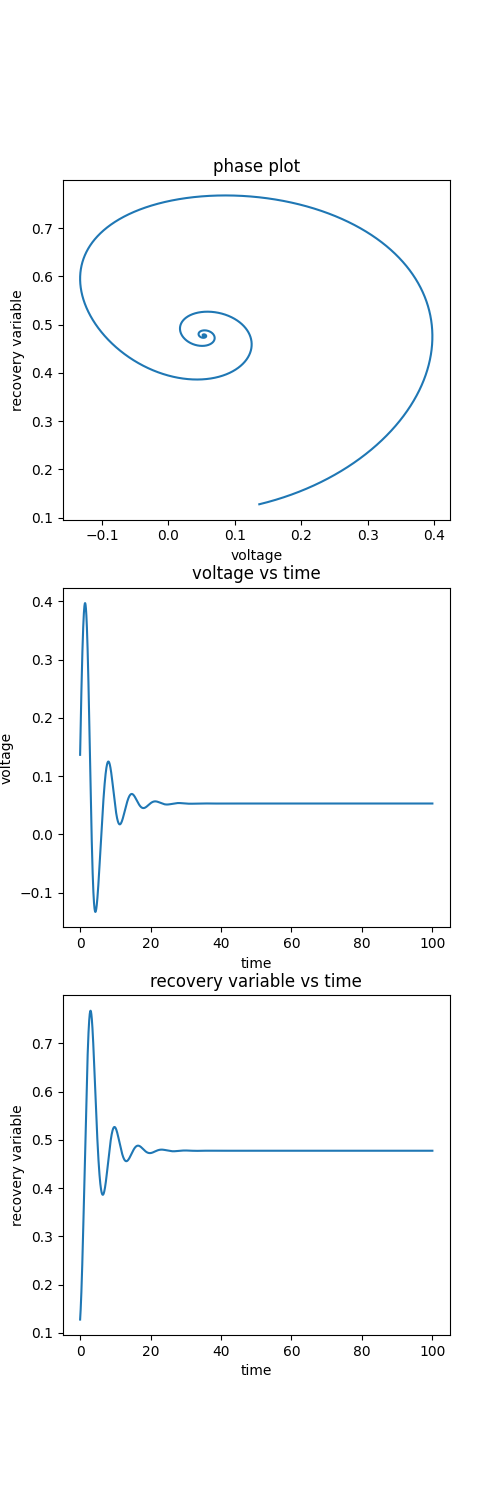 phase plot
0.7
0.6
0.5
0.4
0.3
0.2
0.1
recovery variable
−0.1 0.0 0.1 0.2 0.3 0.4
voltage
voltage vs time
0.4
0.3
0.2
0.1
0.0
−0.1
voltage
0 20 40 60 80 100
time
recovery variable vs time
0.7
0.6
0.5
0.4
0.3
0.2
0.1
recovery variable
0 20 40 60 80 100
time